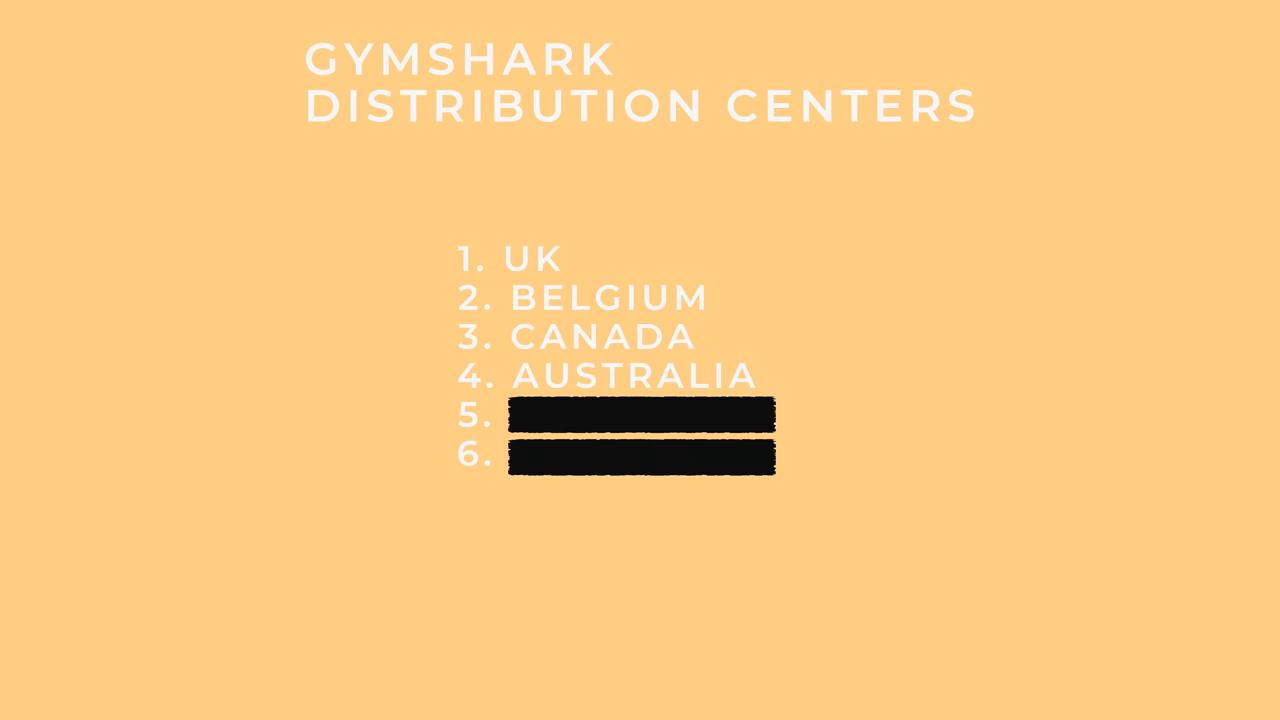 GYMSHARK
DISTRIBUTION CENTERS
1. UK
2. BELGIUM
3. CANADA
4. AUSTRALIA
5.
6.